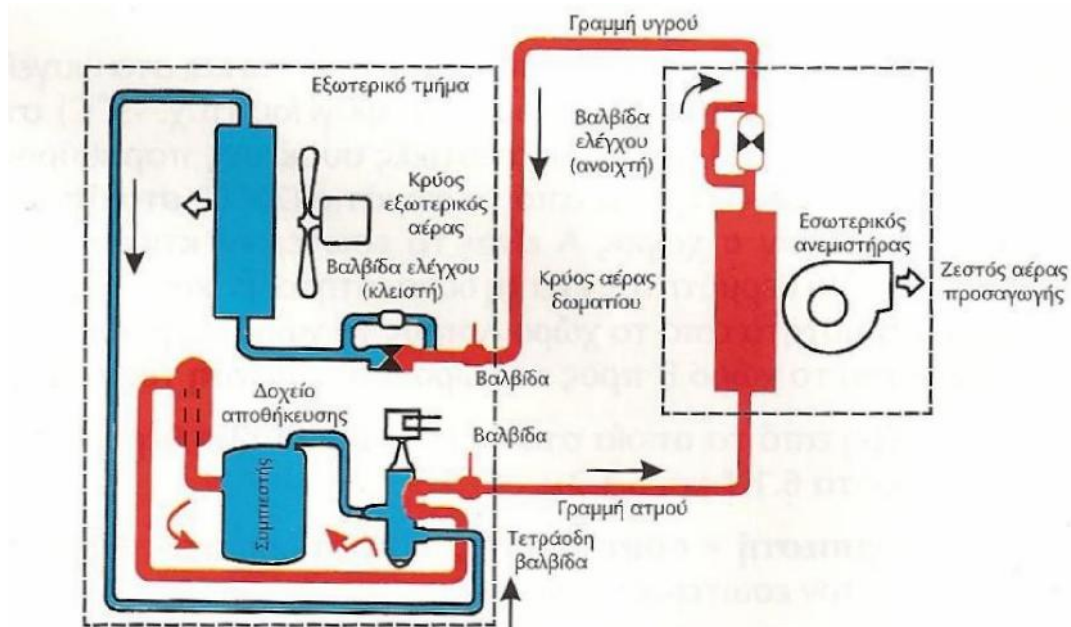 Γραμμή υγρού
Εξωτερικό τμήμα
Βαλβίδα
ελέγχου
(ανοιχτή)
Κρύος
εξωτερικός
αέρας
Βαλβίδα ελέγχου
(κλειστή)
Εσωτερικός
ανεμιστήρας
Κρύο αέρας
δωματίου
Ζεστός αέρας
προσαγωγής
Βαλβίδα
Δοχείο
αποθήκευσης
Βαλβίδα
Συμπιεστής
Γραμμή ατμού
Τετράοδη
βαλβίδα